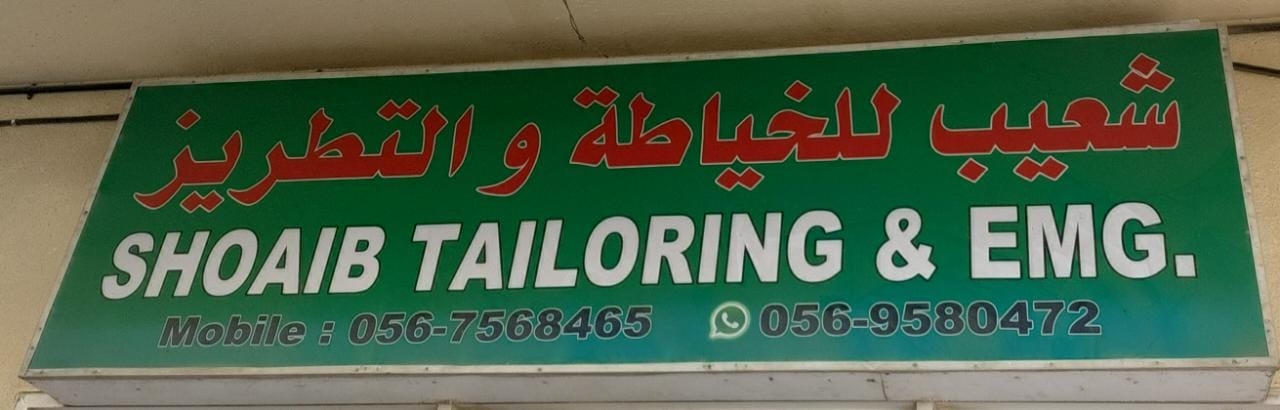 شعيب للخياطة و التطريز
SHOAIB TAILORING & EMG.
Mobile : 056-7568465 056-9580472